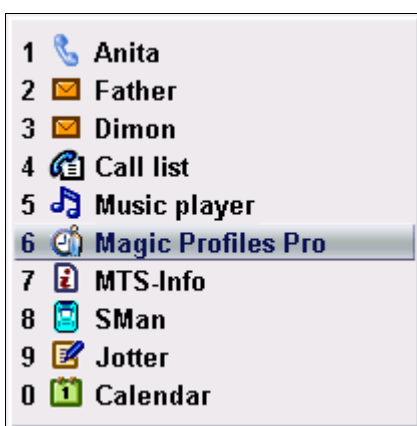 1 Anita
2 Father
3 Dimon
4 Call list
5 Music player
6 Magic Profiles Pro
7 MTS-Info
8 SMan
9 Jotter
0 Calendar